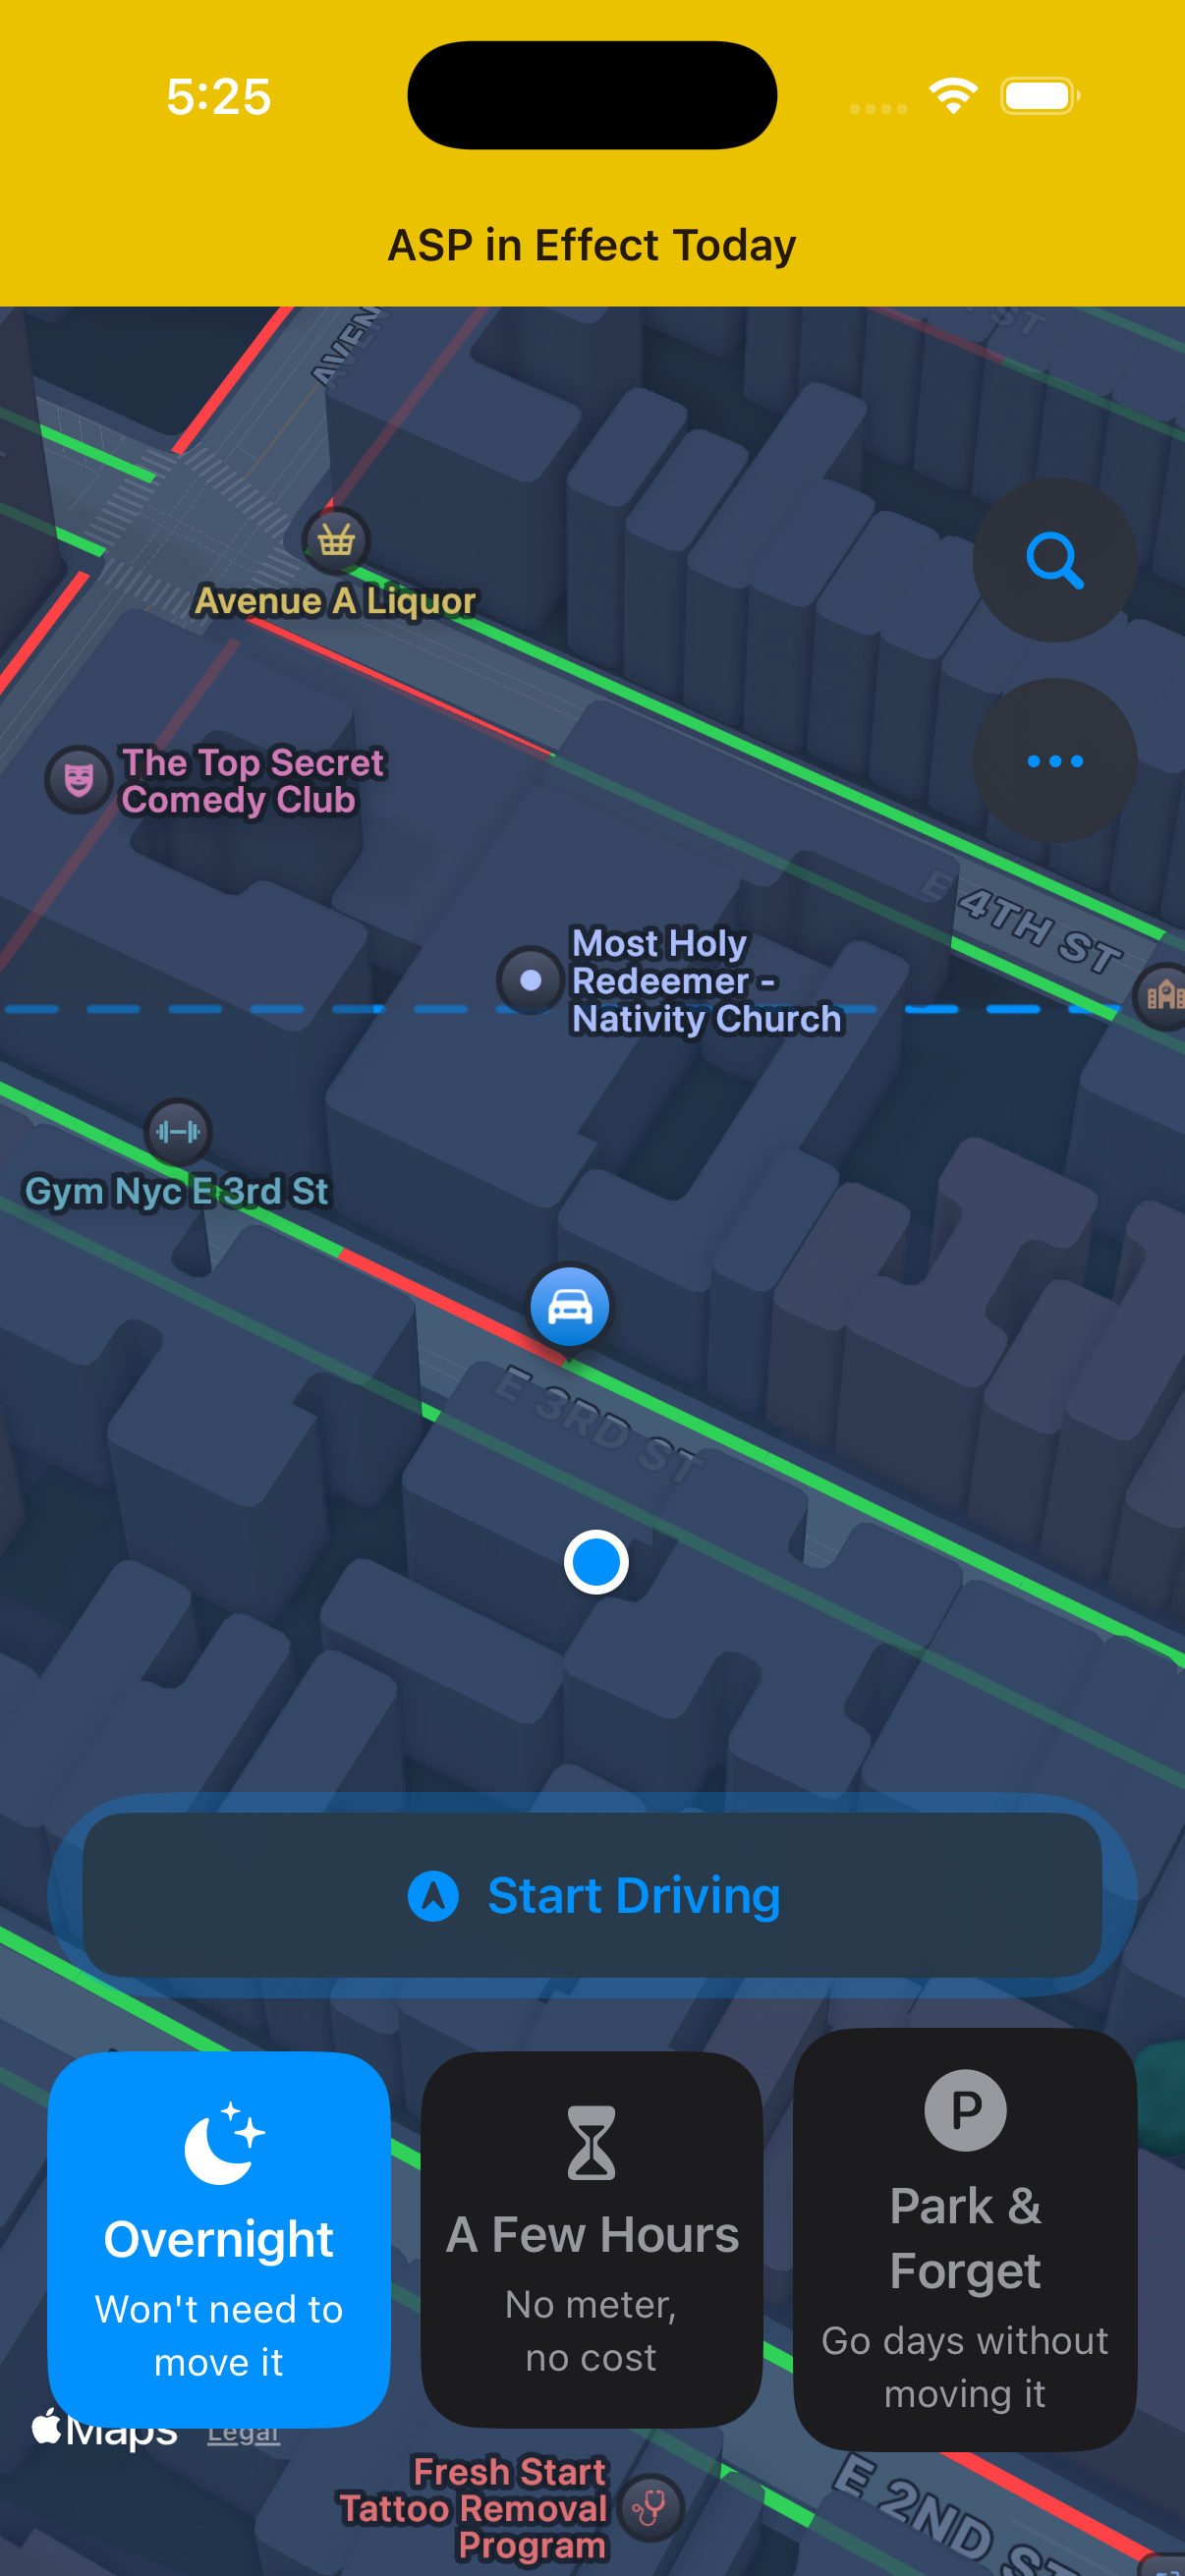 5:25
ASP in Effect Today
AVEN
ST
Avenue A Liquor
The Top Secret
Comedy Club
E 4TH ST
Most Holy
Redeemer -
Nativity Church
Gym Nyc E 3rd St
E 3RD ST
Start Driving
Overnight
Won't need to
move it
A Few Hours
No meter,
no cost
P
Park &
Forget
Go days without
moving it
Maps
Legal
Fresh Start
Tattoo Removal
Program
E 2ND ST